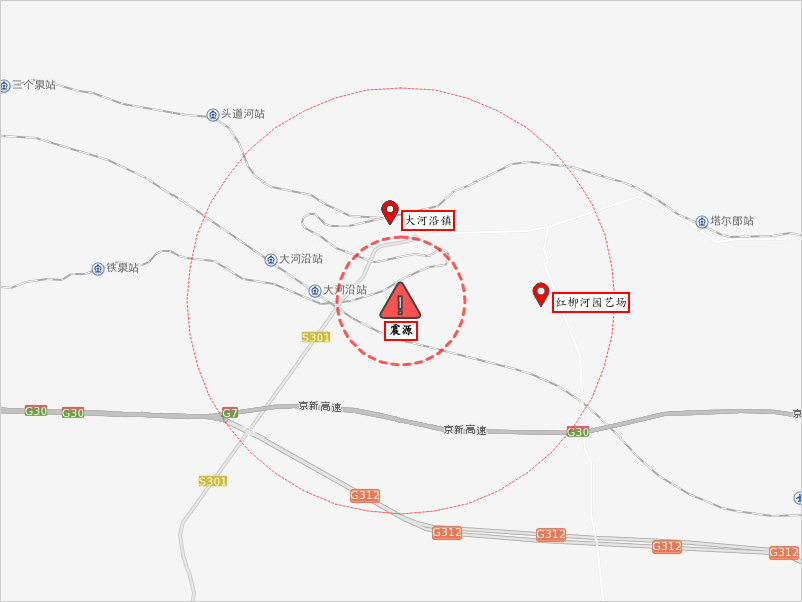 三个泉站
头道河站
大河沿镇
塔尔郎站
大河沿站
铁泉站
大河沿站
红柳河园艺场
震源
S301
京新高速
G30
G30
G7
京
京新高速
G30
S301
G312
G312
G312
G312
G312